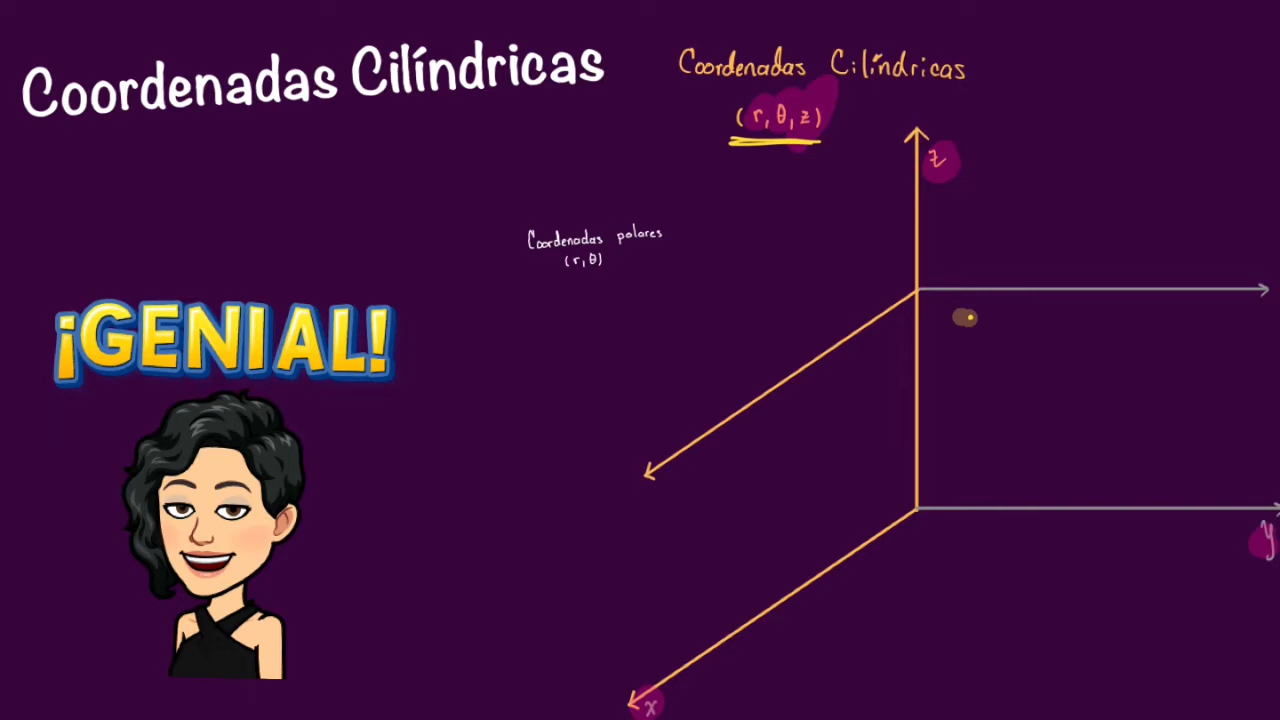 Coordenadas Cilíndricas
Coordenadas Cilíndricas
(r, θ, z)
z
Coordenadas polares
(r, θ)
¡GENIAL!
y
x